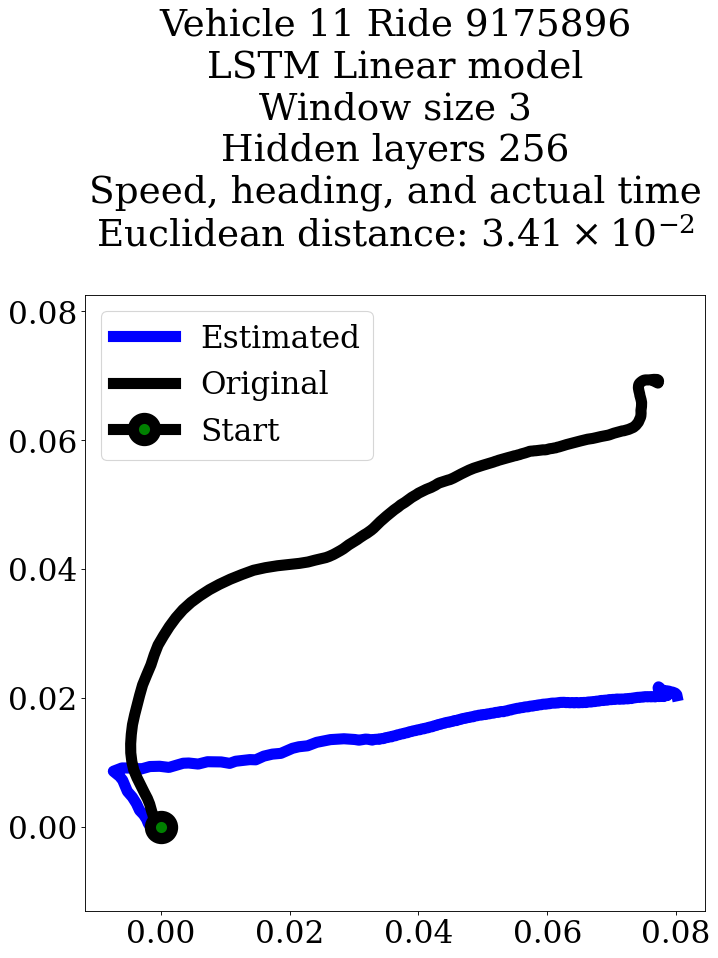 Vehicle 11 Ride 9175896
LSTM Linear model
Window size 3
Hidden layers 256
Speed, heading, and actual time
Euclidean distance: 3.41 × 10⁻²
0.08
Estimated
Original
Start
0.06
0.04
0.02
0.00
0.00 0.02 0.04 0.06 0.08